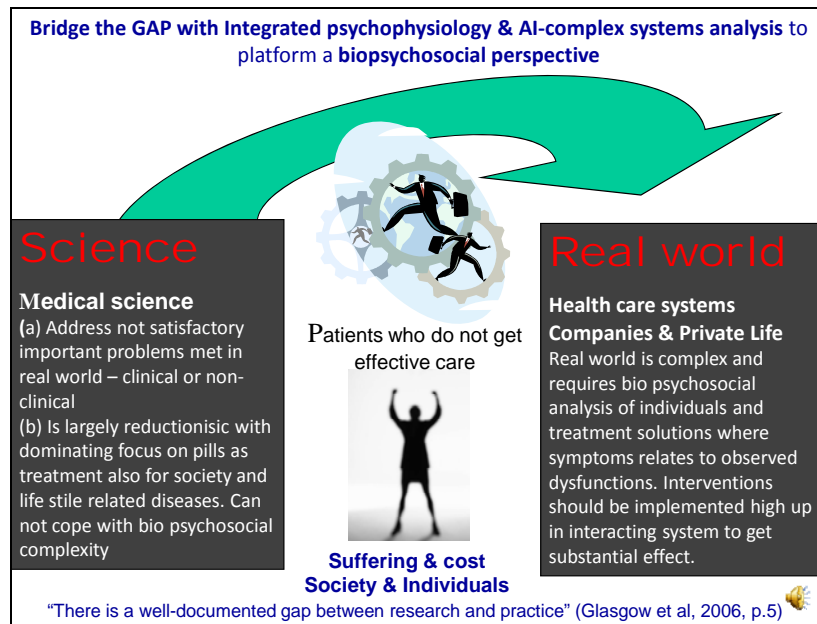 Bridge the GAP with Integrated psychophysiology & AI-complex systems analysis to
platform a biopsychosocial perspective
Science
Medical science
(a) Address not satisfactory
important problems met in
real world – clinical or non-
clinical
(b) Is largely reductionisic with
dominating focus on pills as
treatment also for society and
life stile related diseases. Can
not cope with bio psychosocial
complexity
Patients who do not get
effective care
Suffering & cost
Society & Individuals
Real world
Health care systems
Companies & Private Life
Real world is complex and
requires bio psychosocial
analysis of individuals and
treatment solutions where
symptoms relates to observed
dysfunctions. Interventions
should be implemented high up
in interacting system to get
substantial effect.
“There is a well-documented gap between research and practice” (Glasgow et al, 2006, p.5)